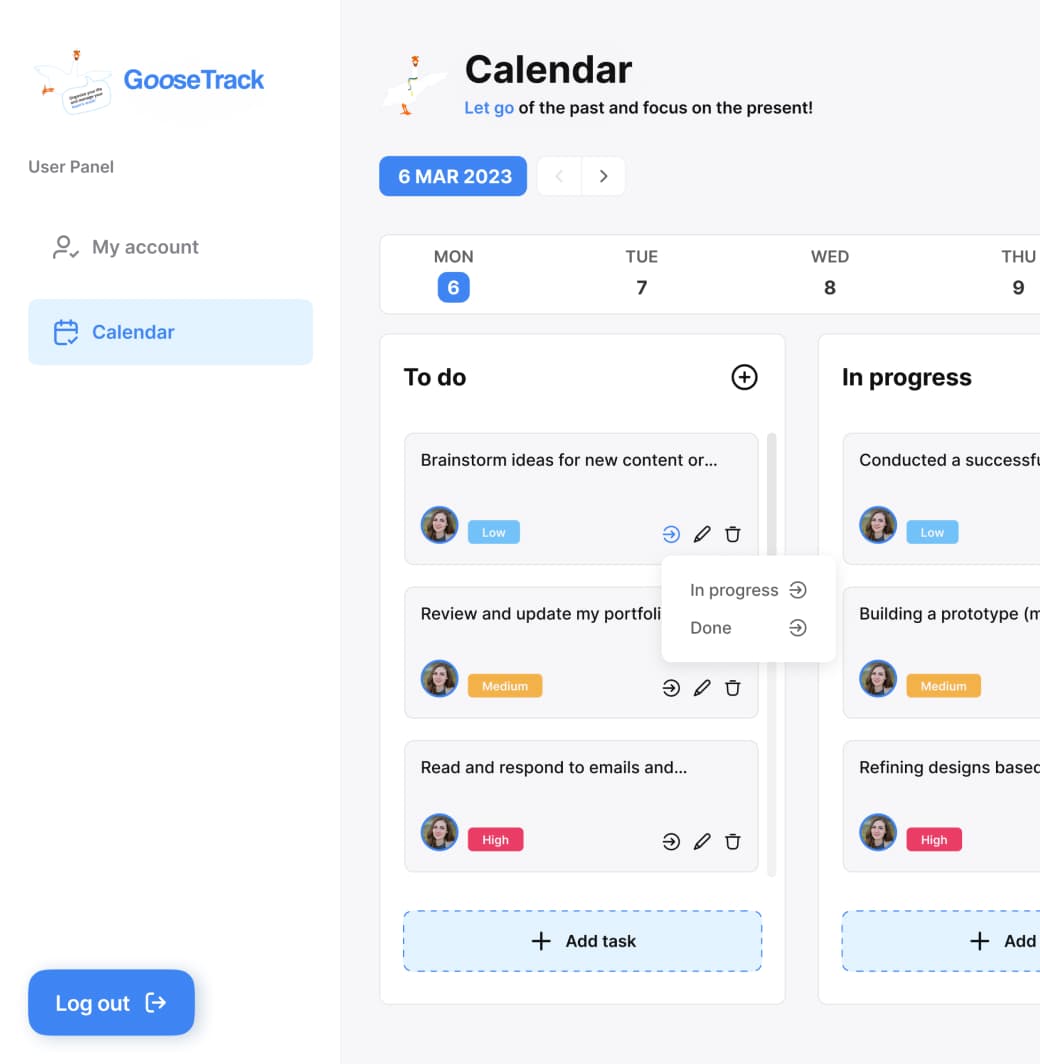 GooseTrack
User Panel
My account
Calendar
Log out
Calendar
Let go of the past and focus on the present!
6 MAR 2023
MON TUE WED THU
6 7 8 9
To do
Brainstorm ideas for new content or...
Low
In progress
Done
Review and update my portfoli
Medium
Read and respond to emails and...
High
Add task
In progress
Conducted a successfu
Low
Building a prototype (m
Medium
Refining designs based
High
Add